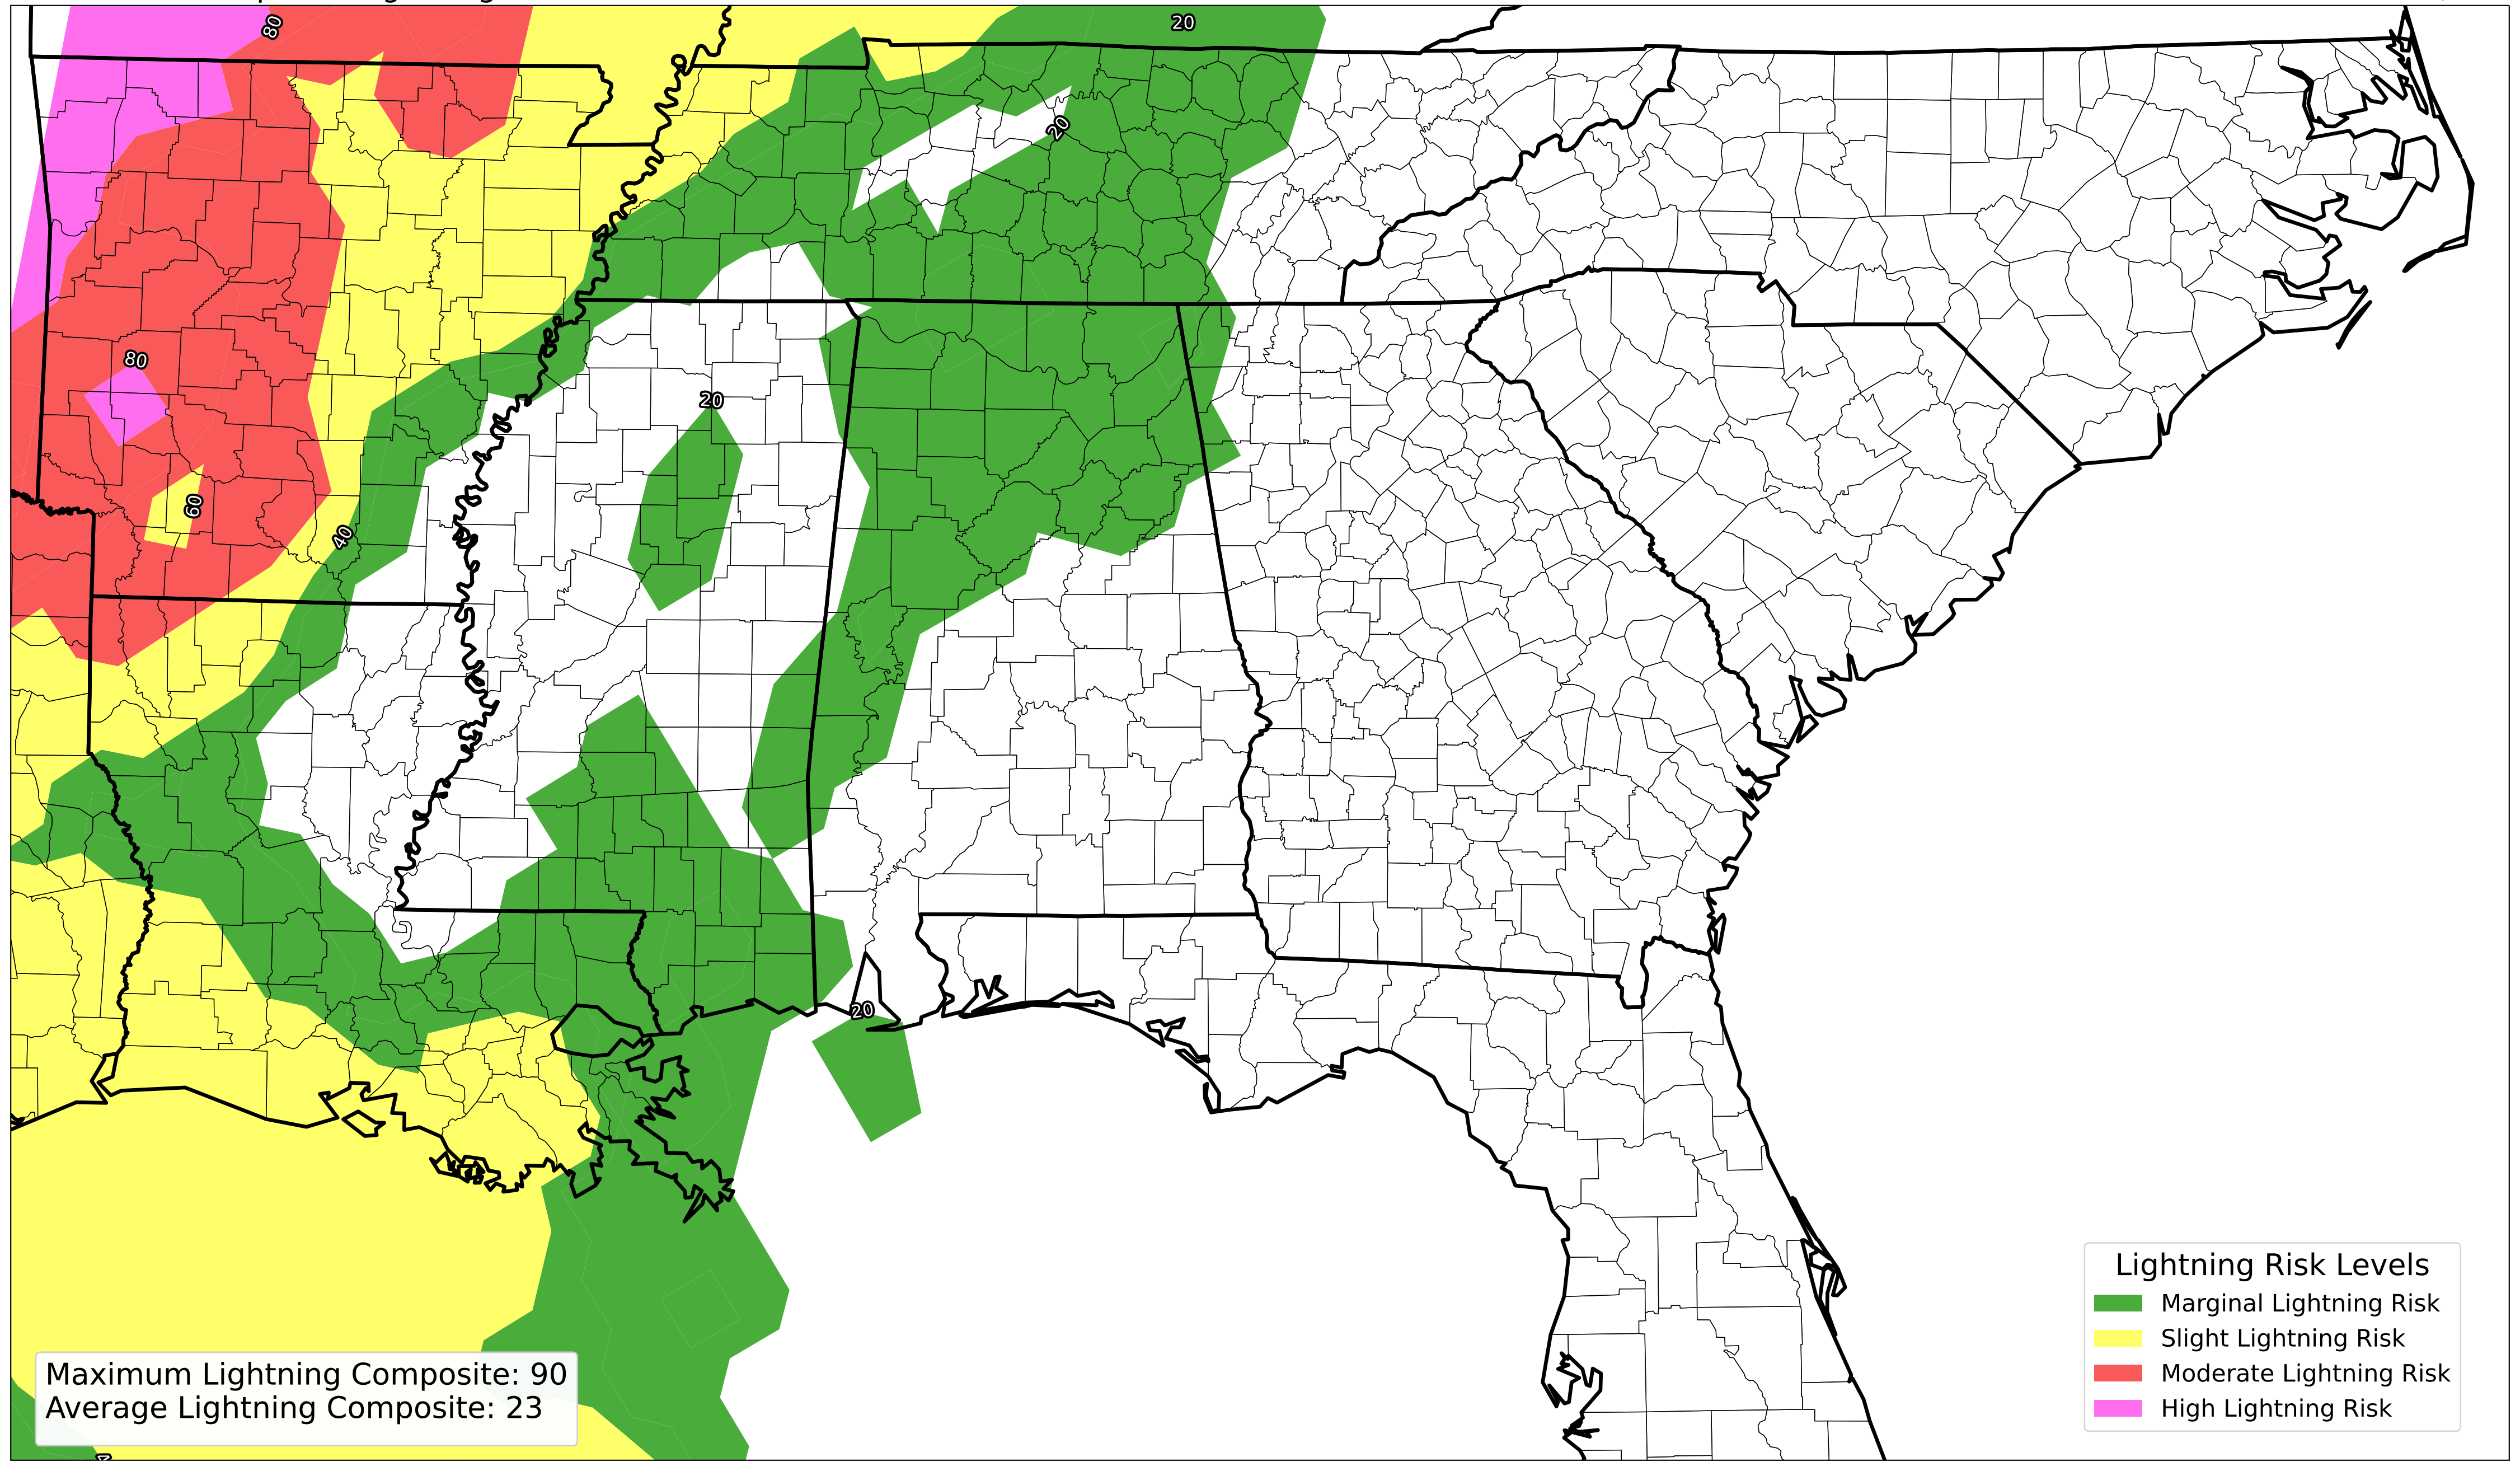 80
20
20
80
20
60
40
20
Lightning Risk Levels
Marginal Lightning Risk
Slight Lightning Risk
Moderate Lightning Risk
High Lightning Risk
Maximum Lightning Composite: 90
Average Lightning Composite: 23